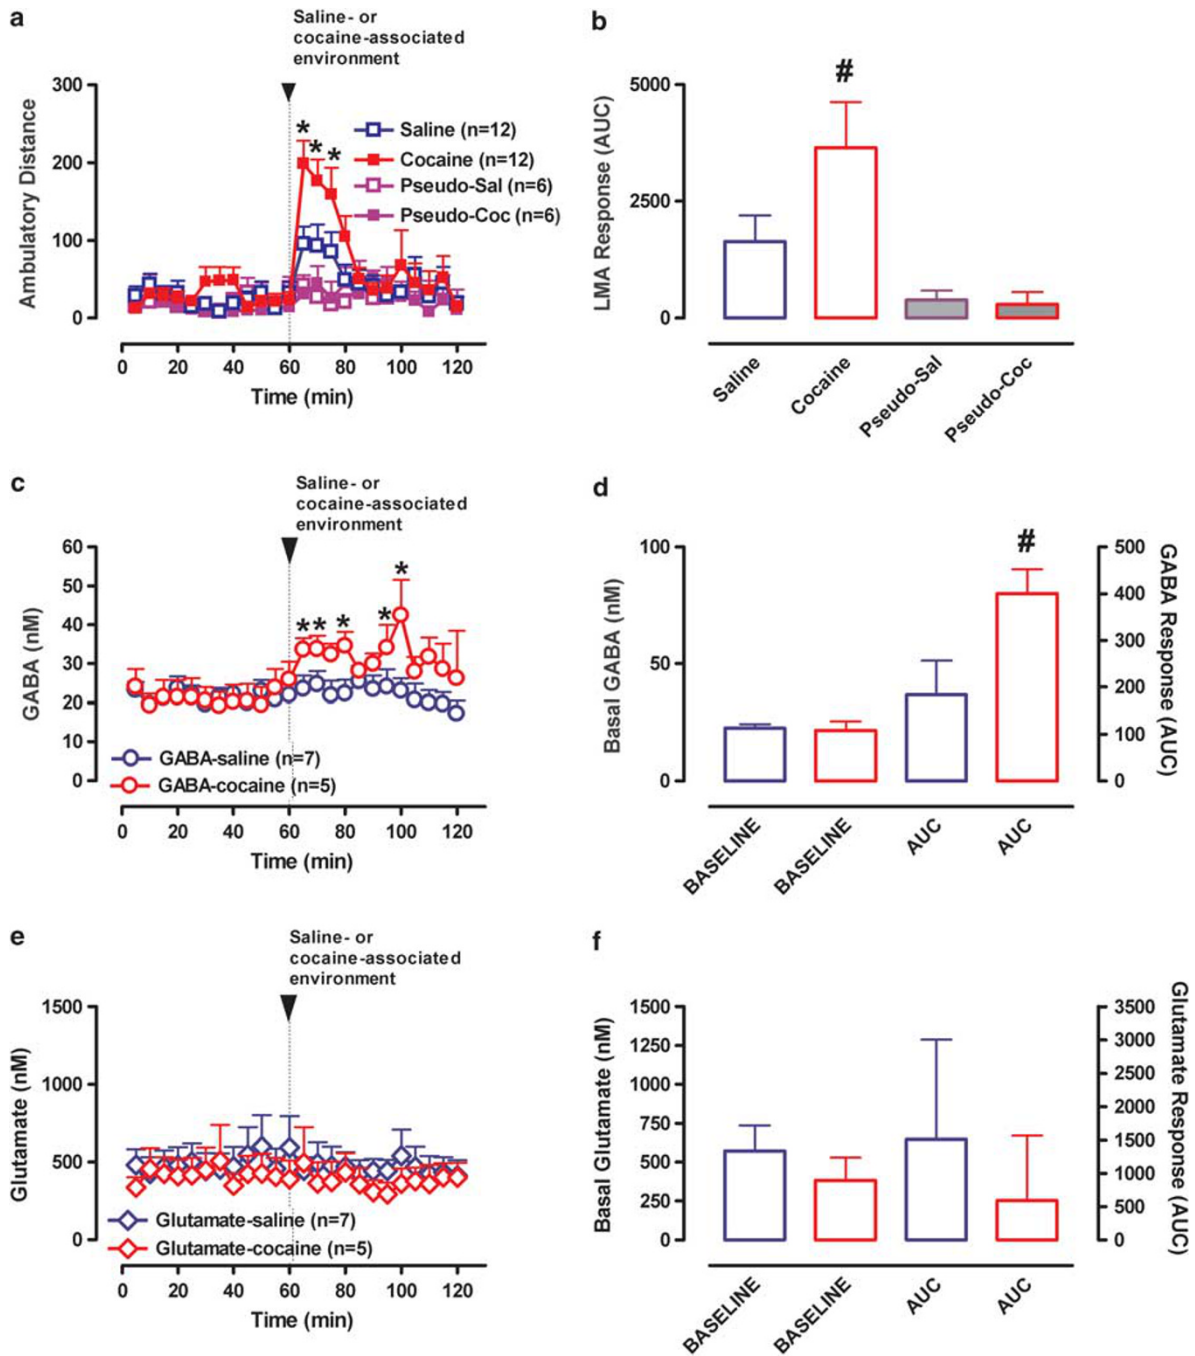 a
Saline- or
cocaine-associated
environment
300
200
100
0
Ambulatory Distance
*
*
*
Saline (n=12)
Cocaine (n=12)
Pseudo-Sal (n=6)
Pseudo-Coc (n=6)
0 20 40 60 80 100 120
Time (min)
b
#
5000
2500
0
LMA Response (AUC)
Saline
Cocaine
Pseudo-Sal
Pseudo-Coc
c
Saline- or
cocaine-associated
environment
60
50
40
30
20
10
0
GABA (nM)
* * * * *
GABA-saline (n=7)
GABA-cocaine (n=5)
0 20 40 60 80 100 120
Time (min)
d
#
100
50
0
Basal GABA (nM)
500
400
300
200
100
0
GABA Response (AUC)
BASELINE
BASELINE
AUC
AUC
e
Saline- or
cocaine-associated
environment
1500
1000
500
0
Glutamate (nM)
Glutamate-saline (n=7)
Glutamate-cocaine (n=5)
0 20 40 60 80 100 120
Time (min)
f
1500
1250
1000
750
500
250
0
Basal Glutamate (nM)
3500
3000
2500
2000
1500
1000
500
0
Glutamate Response (AUC)
BASELINE
BASELINE
AUC
AUC